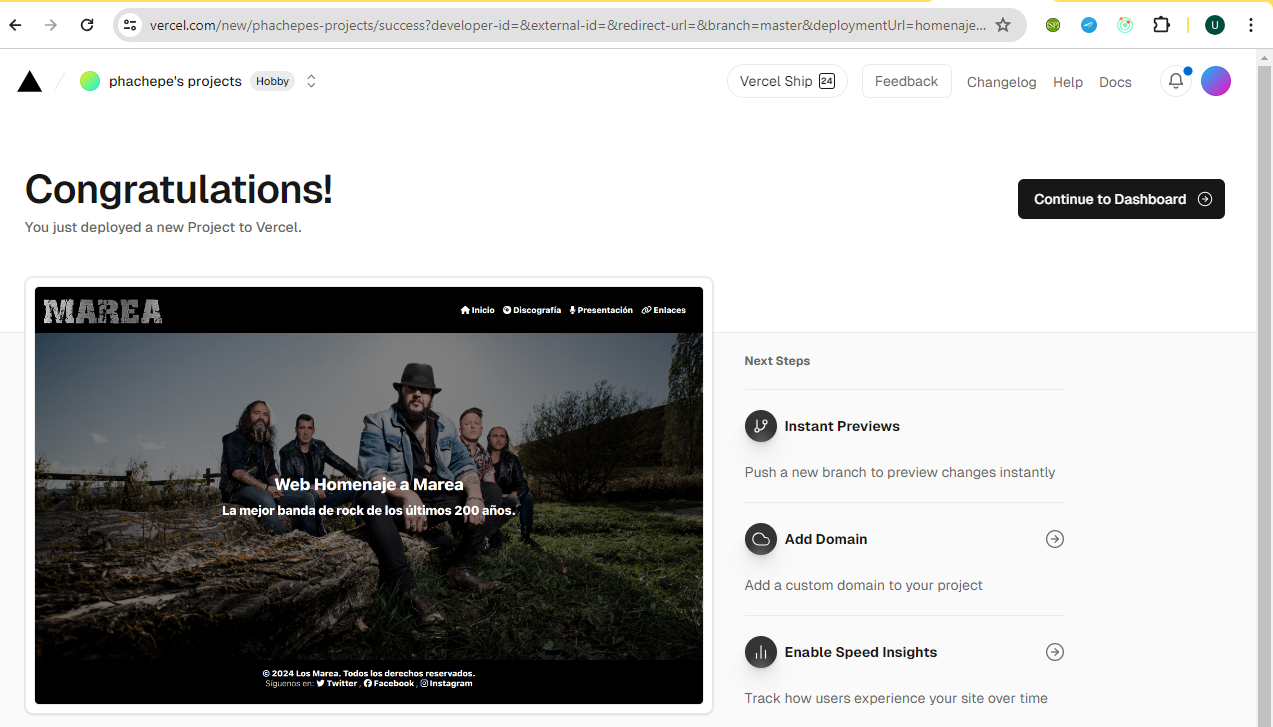 vercel.com/new/phachepes-projects/success?developer-id=&external-id=&redirect-url=&branch=master&deploymentUrl=homenaje...
SP
U
phachepe's projects Hobby
Vercel Ship 24 Feedback Changelog Help Docs
Congratulations!
You just deployed a new Project to Vercel.
Continue to Dashboard
MAREA
Inicio Discografía Presentación Enlaces
Web Homenaje a Marea
La mejor banda de rock de los últimos 200 años.
© 2024 Los Marea. Todos los derechos reservados.
Síguenos en: Twitter , Facebook , Instagram
Next Steps
Instant Previews
Push a new branch to preview changes instantly
Add Domain
Add a custom domain to your project
Enable Speed Insights
Track how users experience your site over time